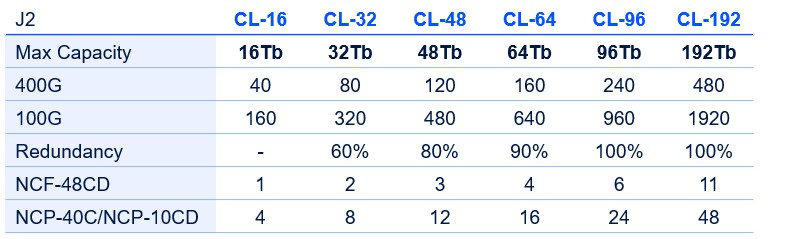 J2 CL-16 CL-32 CL-48 CL-64 CL-96 CL-192
Max Capacity 16Tb 32Tb 48Tb 64Tb 96Tb 192Tb
400G 40 80 120 160 240 480
100G 160 320 480 640 960 1920
Redundancy - 60% 80% 90% 100% 100%
NCF-48CD 1 2 3 4 6 11
NCP-40C/NCP-10CD 4 8 12 16 24 48